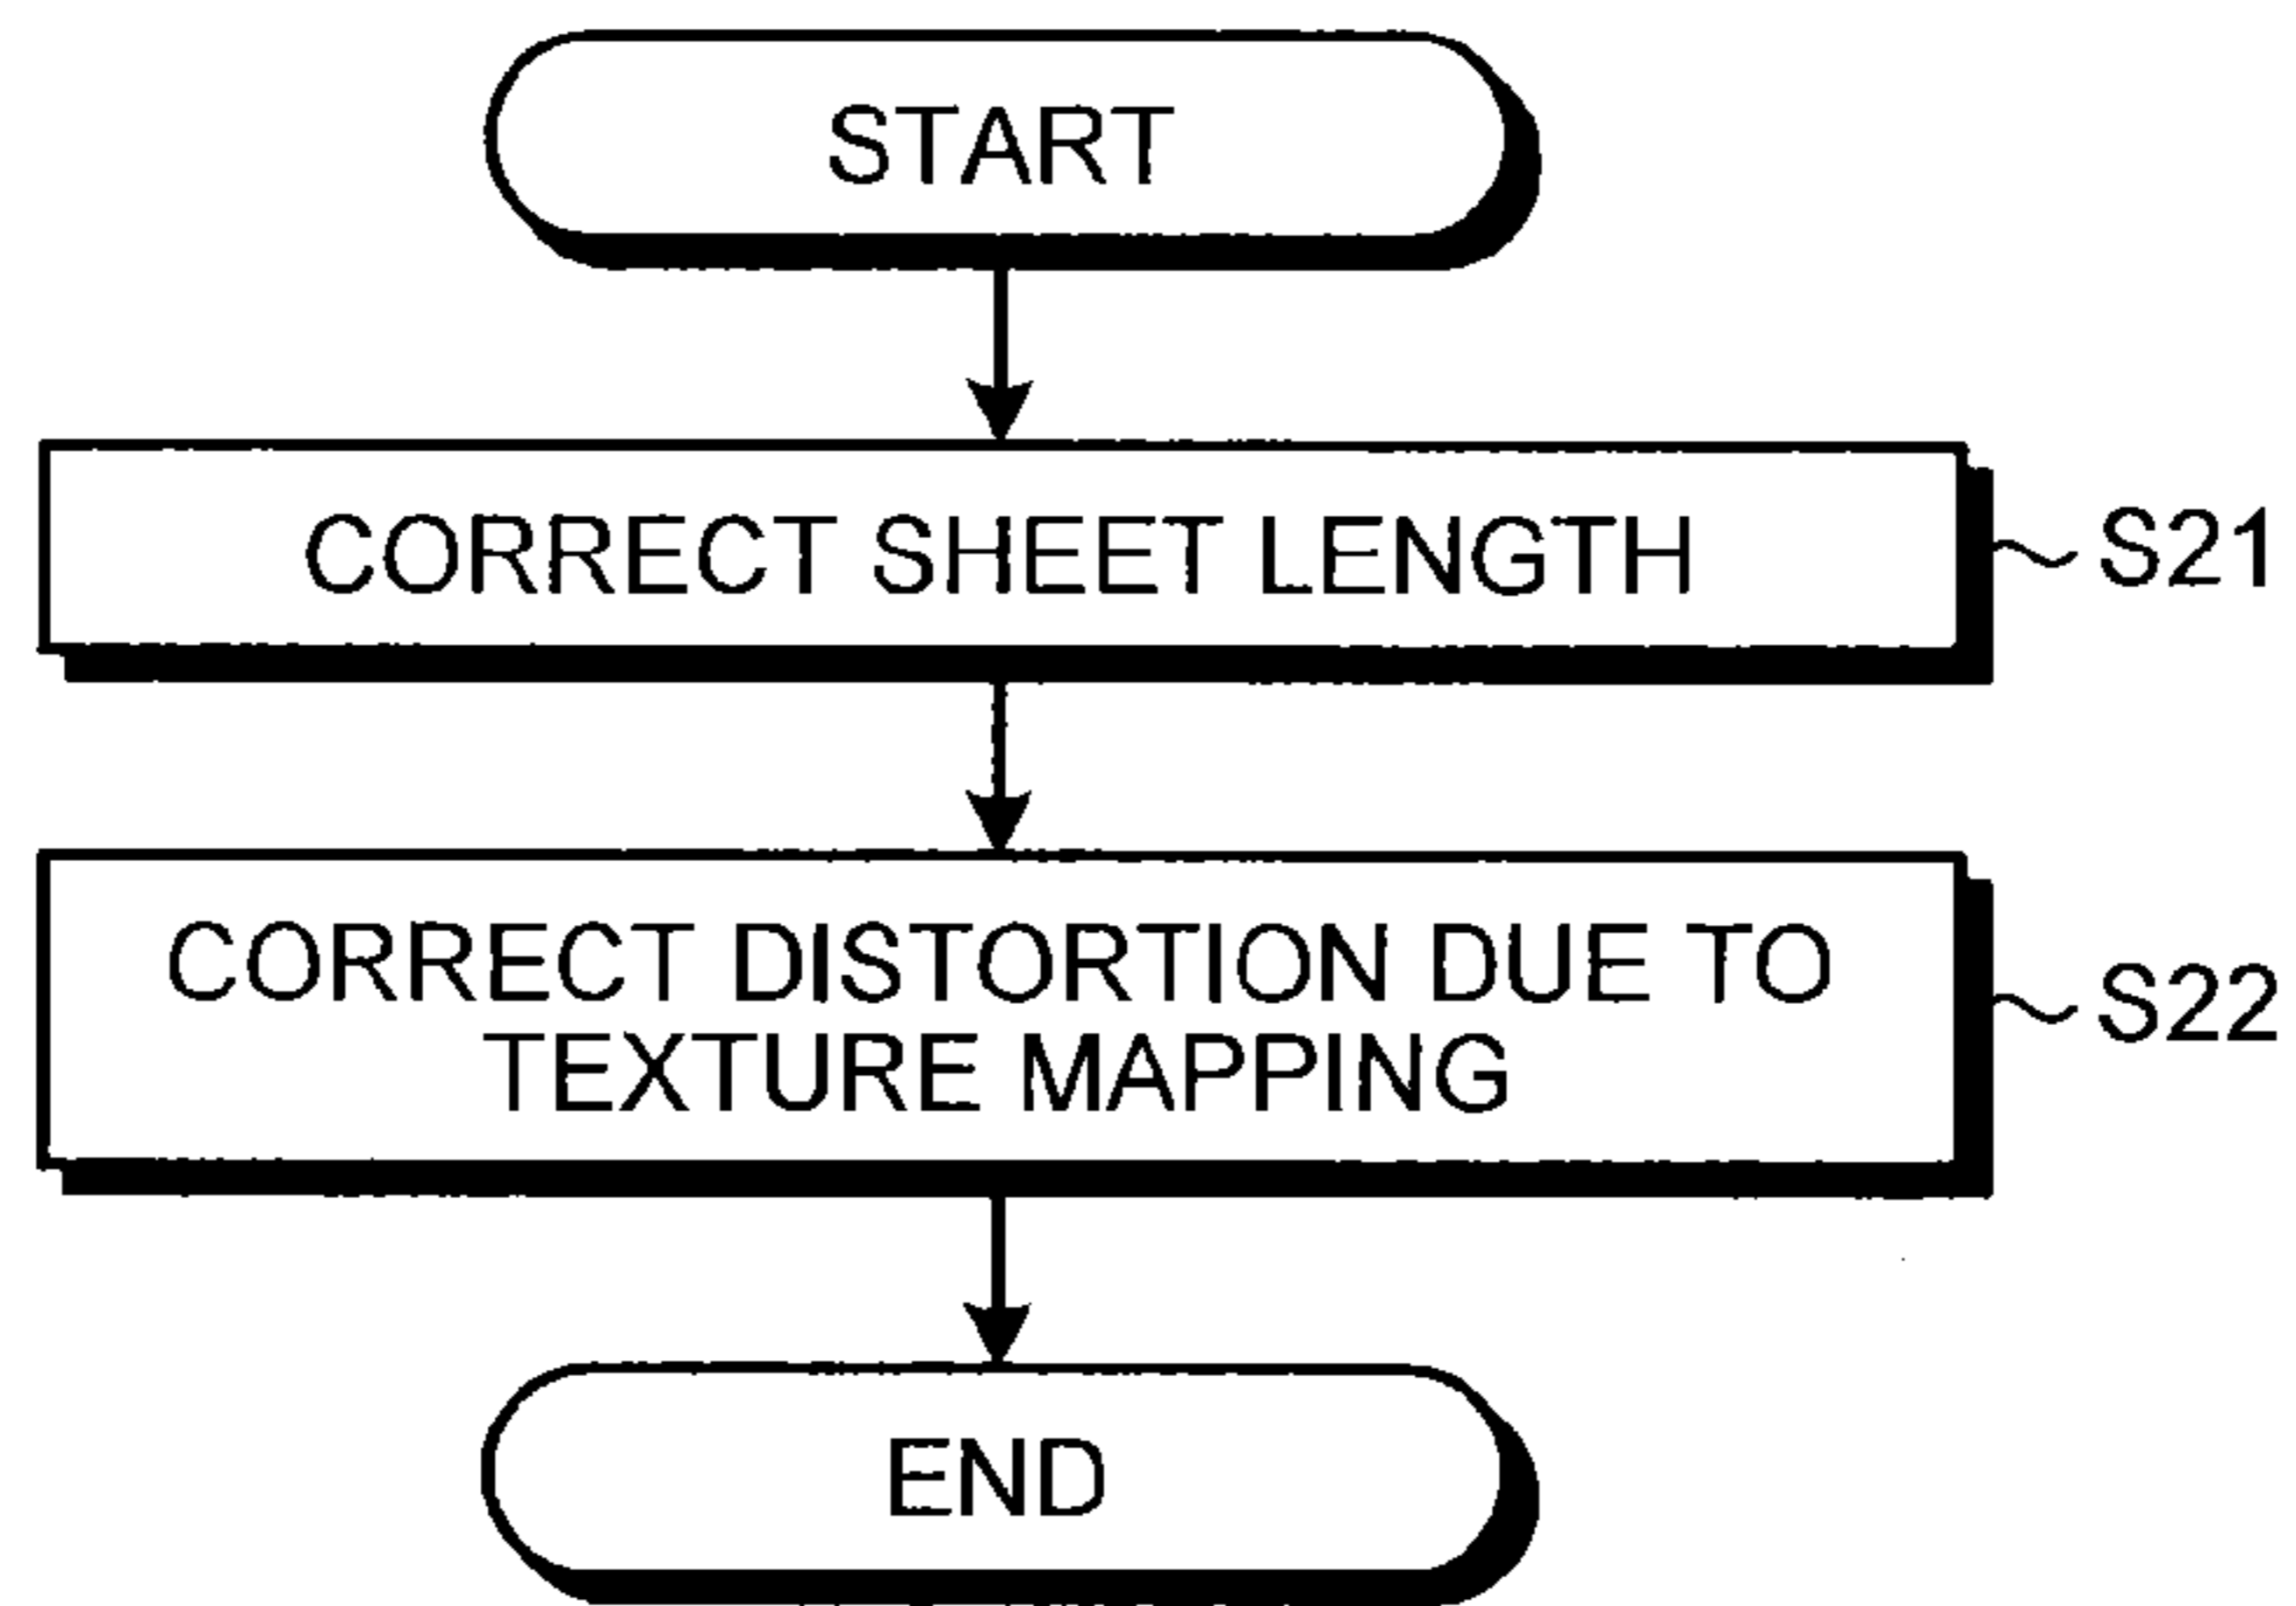 START
CORRECT SHEET LENGTH
S21
CORRECT DISTORTION DUE TO
TEXTURE MAPPING
S22
END